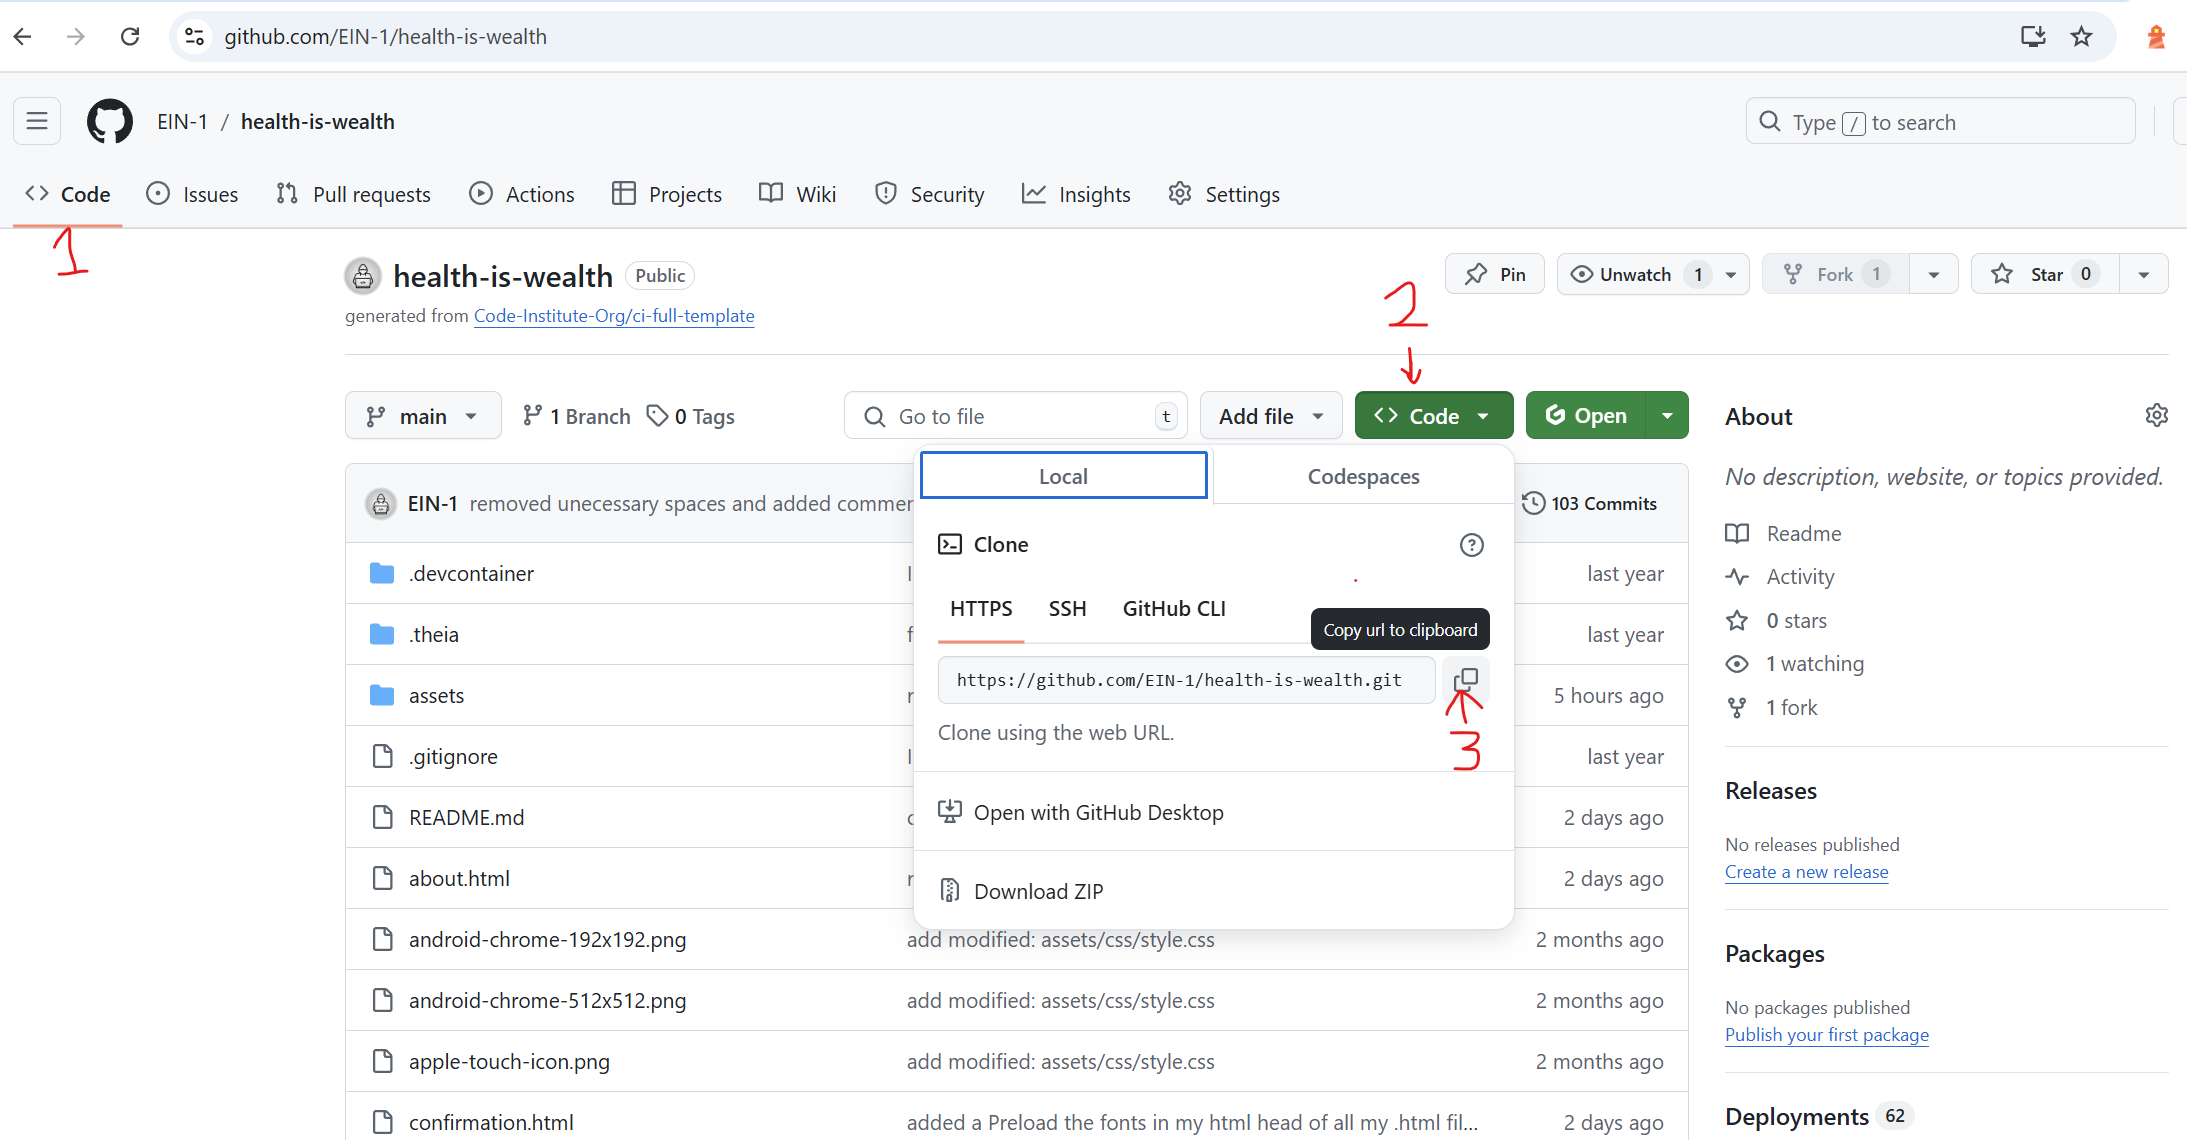 github.com/EIN-1/health-is-wealth
EIN-1 / health-is-wealth
Type / to search
Code Issues Pull requests Actions Projects Wiki Security Insights Settings
1
health-is-wealth Public
Pin Unwatch 1 Fork 1 Star 0
generated from Code-Institute-Org/ci-full-template
2
main 1 Branch 0 Tags Go to file t Add file Code Open
About
No description, website, or topics provided.
Readme
Activity
0 stars
1 watching
1 fork
Releases
No releases published
Create a new release
Packages
No packages published
Publish your first package
Deployments 62
Local Codespaces
Clone
HTTPS SSH GitHub CLI
Copy url to clipboard
https://github.com/EIN-1/health-is-wealth.git
3
Clone using the web URL.
Open with GitHub Desktop
Download ZIP
EIN-1 removed unecessary spaces and added commen 103 Commits
.devcontainer last year
.theia last year
assets 5 hours ago
.gitignore last year
README.md 2 days ago
about.html 2 days ago
android-chrome-192x192.png add modified: assets/css/style.css 2 months ago
android-chrome-512x512.png add modified: assets/css/style.css 2 months ago
apple-touch-icon.png add modified: assets/css/style.css 2 months ago
confirmation.html added a Preload the fonts in my html head of all my .html fil... 2 days ago